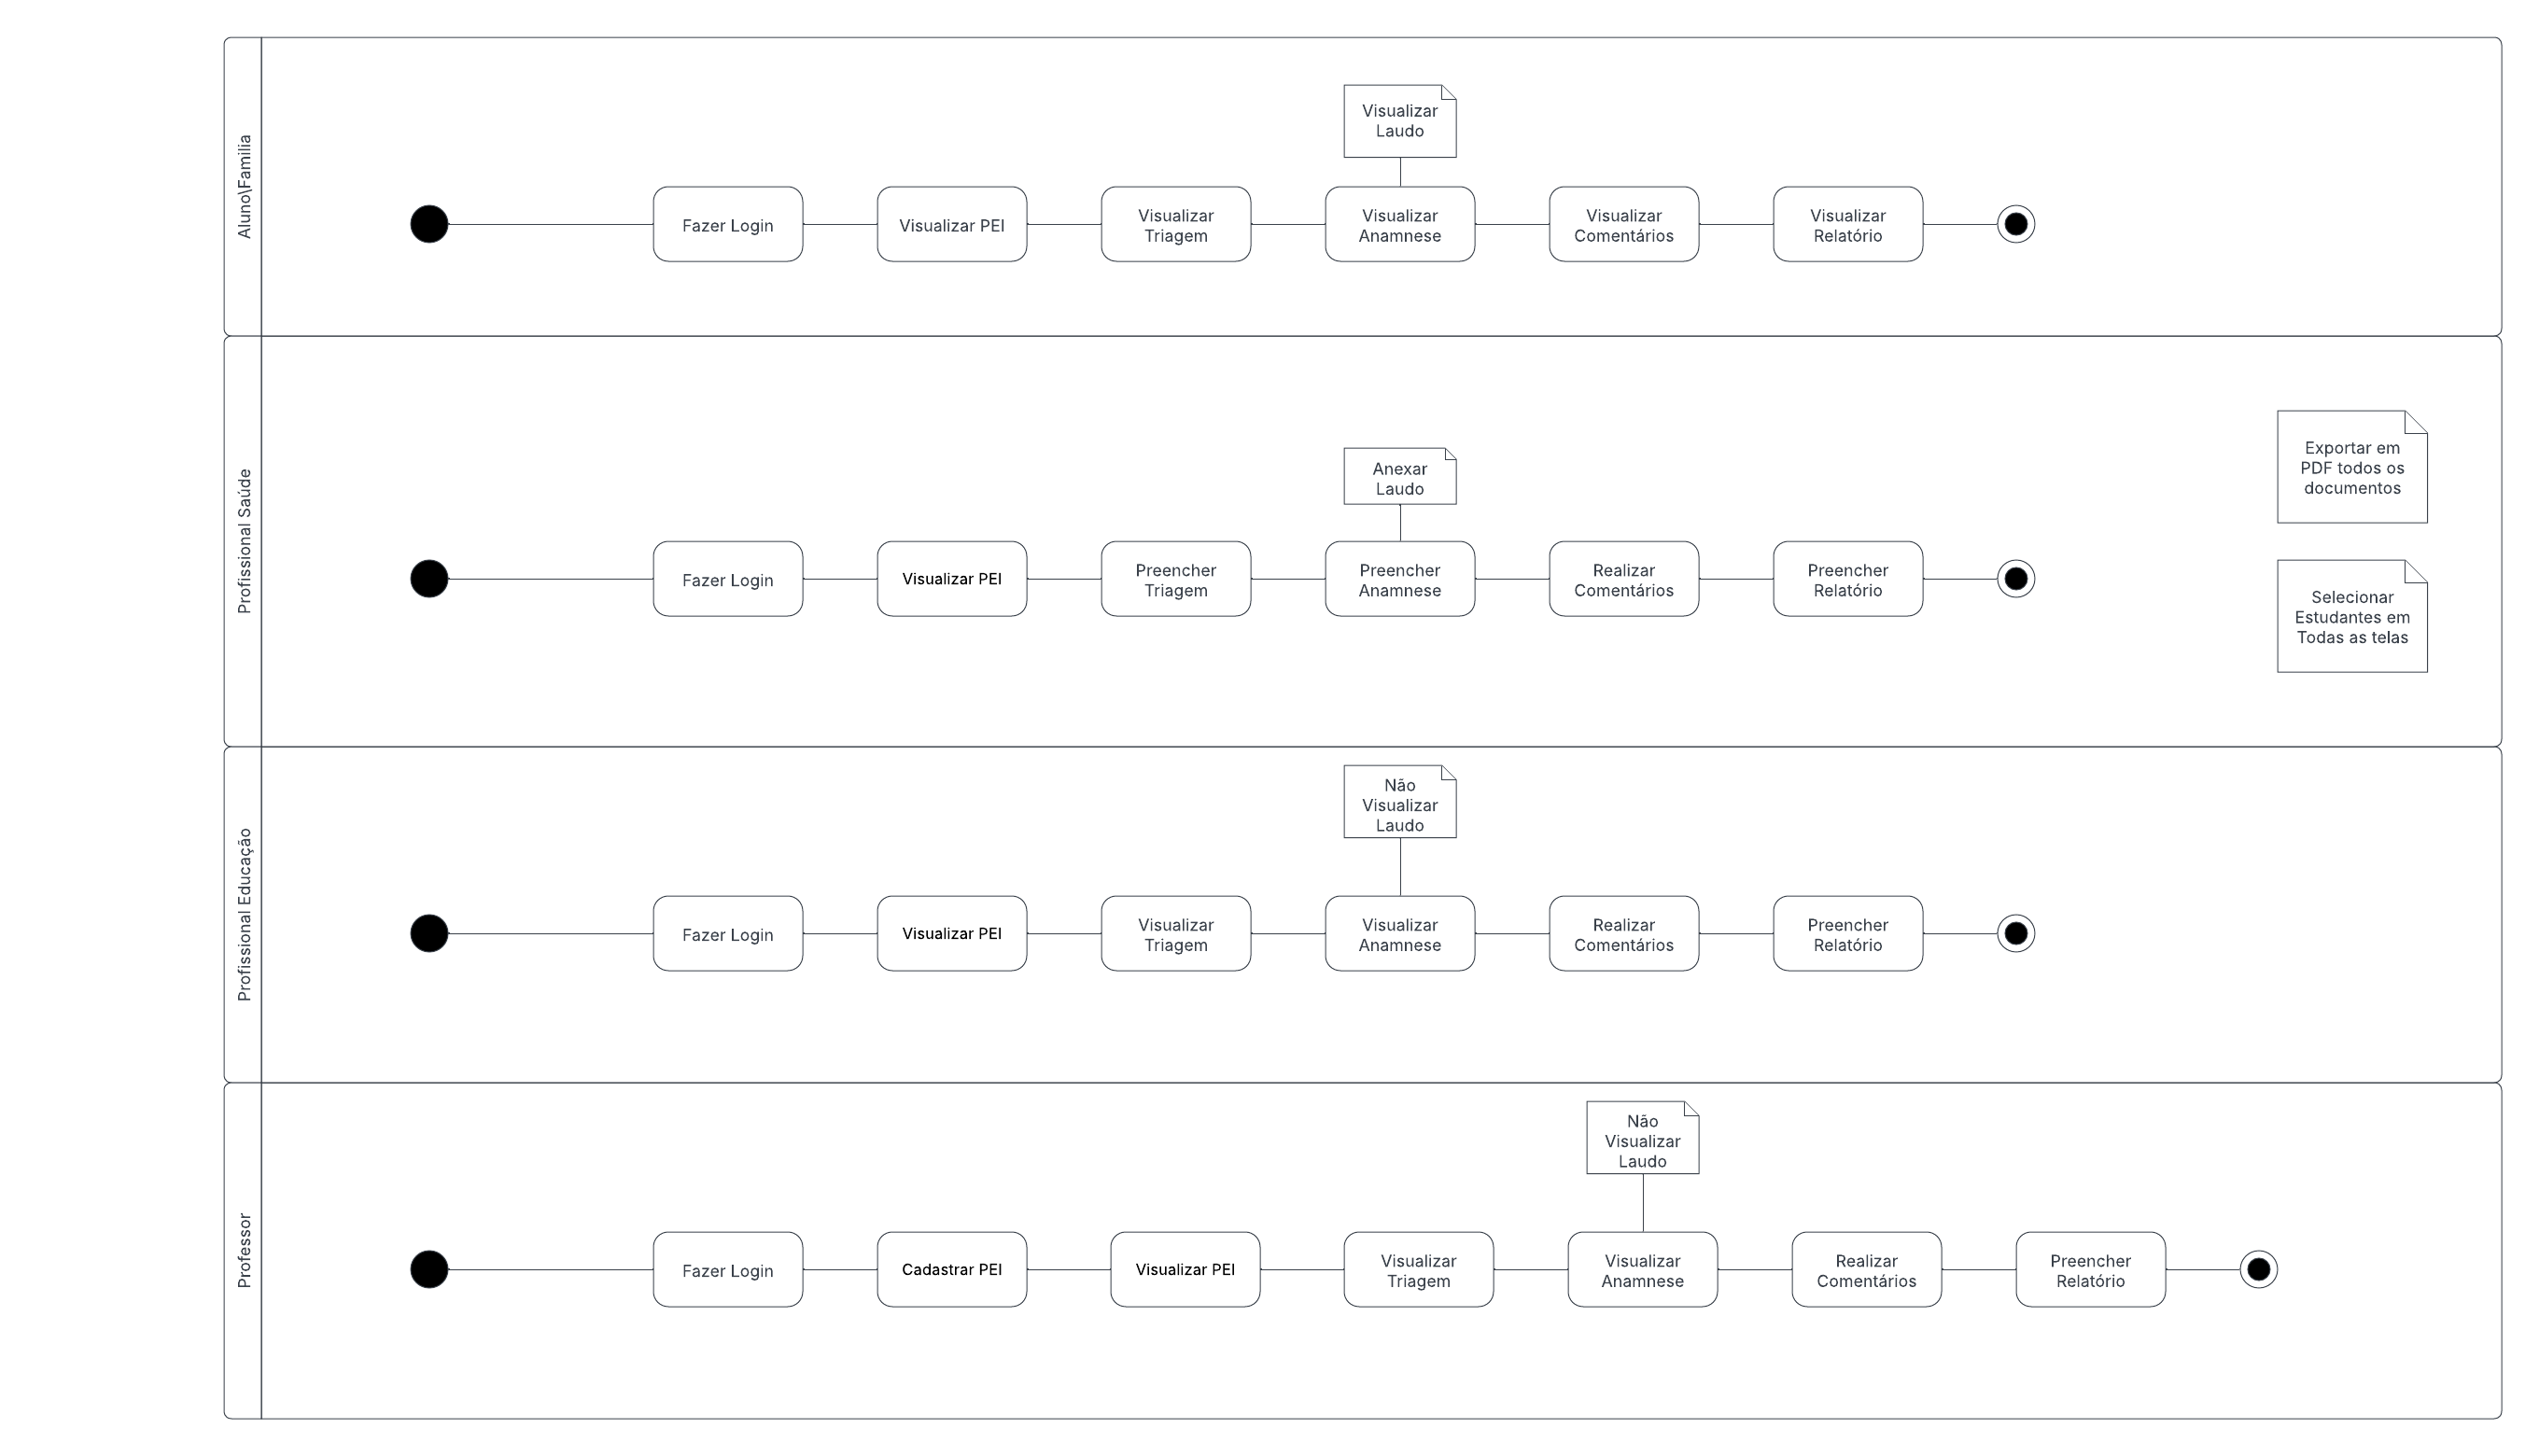 Aluno\Familia
Visualizar
Laudo
Fazer Login
Visualizar PEI
Visualizar
Triagem
Visualizar
Anamnese
Visualizar
Comentários
Visualizar
Relatório
Profissional Saúde
Anexar
Laudo
Fazer Login
Visualizar PEI
Preencher
Triagem
Preencher
Anamnese
Realizar
Comentários
Preencher
Relatório
Exportar em
PDF todos os
documentos
Selecionar
Estudantes em
Todas as telas
Profissional Educação
Não
Visualizar
Laudo
Fazer Login
Visualizar PEI
Visualizar
Triagem
Visualizar
Anamnese
Realizar
Comentários
Preencher
Relatório
Professor
Não
Visualizar
Laudo
Fazer Login
Cadastrar PEI
Visualizar PEI
Visualizar
Triagem
Visualizar
Anamnese
Realizar
Comentários
Preencher
Relatório